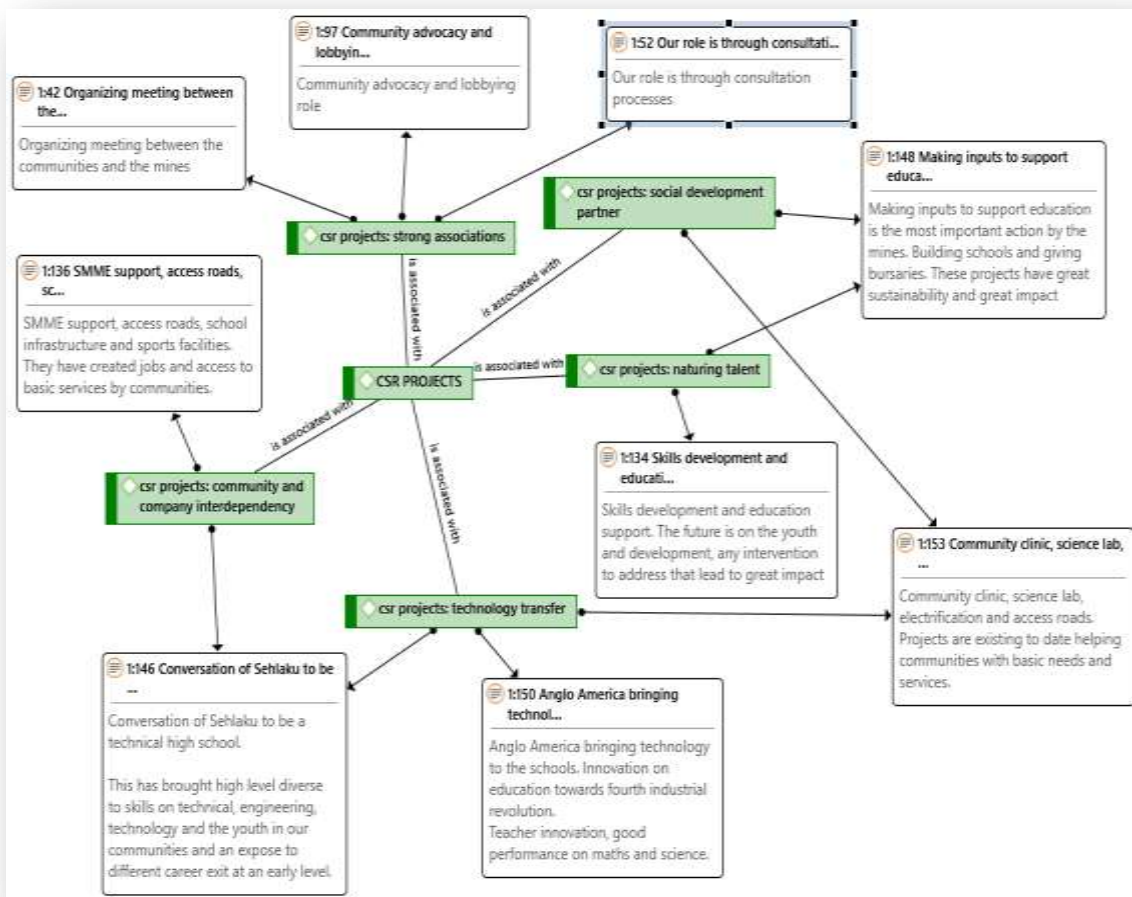 1:97 Community advocacy and
lobbyin...
Community advocacy and lobbying
role
1:52 Our role is through consultati...
Our role is through consultation
processes
1:42 Organizing meeting between
the...
Organizing meeting between the
communities and the mines
1:148 Making inputs to support
educa...
Making inputs to support education
is the most important action by the
mines. Building schools and giving
bursaries. These projects have great
sustainability and great impact
csr projects: social development
partner
csr projects: strong associations
1:136 SMME support, access roads,
sc...
SMME support, access roads, school
infrastructure and sports facilities.
They have created jobs and access to
basic services by communities.
is associated with
is associated with
is associated with
csr projects: naturing talent
CSR PROJECTS
is associated with
is associated with
1:134 Skills development and
educati...
Skills development and education
support. The future is on the youth
and development, any intervention
to address that lead to great impact
csr projects: community and
company interdependency
1:153 Community clinic, science lab,
...
Community clinic, science lab,
electrification and access roads.
Projects are existing to date helping
communities with basic needs and
services.
csr projects: technology transfer
1:146 Conversation of Sehlaku to be
...
Conversation of Sehlaku to be a
technical high school.
This has brought high level diverse
to skills on technical, engineering,
technology and the youth in our
communities and an expose to
different career exit at an early level.
1:150 Anglo America bringing
technol...
Anglo America bringing technology
to the schools. Innovation on
education towards fourth industrial
revolution.
Teacher innovation, good
performance on maths and science.